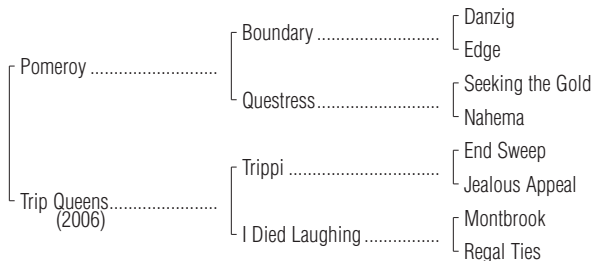 Danzig
Boundary ..................................
Edge
Pomeroy ...................................
Seeking the Gold
Questress..................................
Nahema
End Sweep
Trippi .........................................
Jealous Appeal
Trip Queens..............................
(2006)
Montbrook
I Died Laughing .....................
Regal Ties